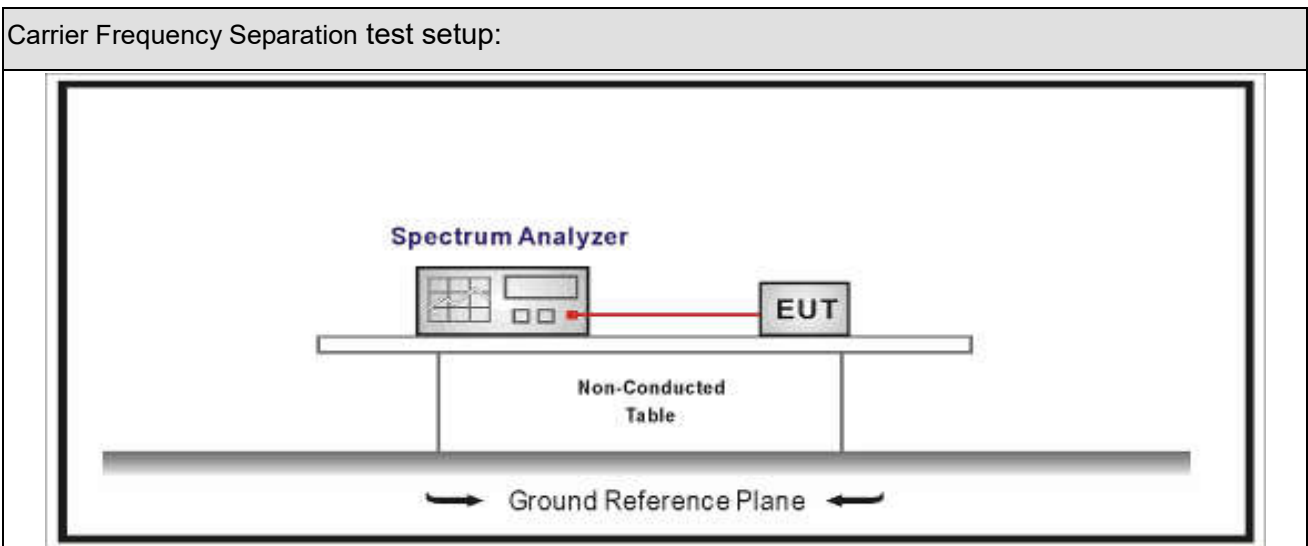 Carrier Frequency Separation test setup:
Spectrum Analyzer
EUT
Non-Conducted
Table
Ground Reference Plane